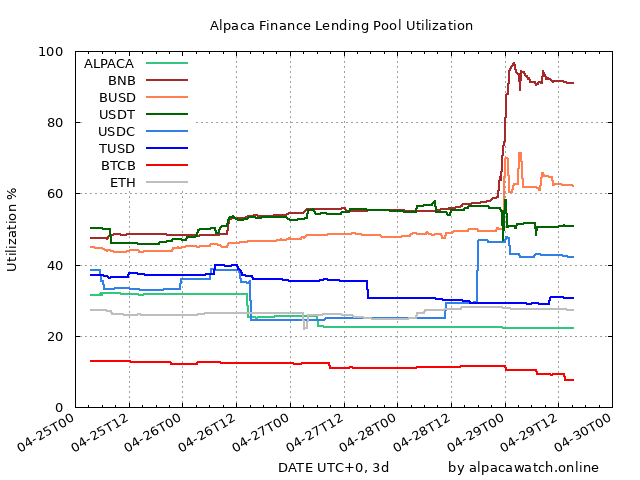 Alpaca Finance Lending Pool Utilization
Utilization %
100
80
60
40
20
0
ALPACA
BNB
BUSD
USDT
USDC
TUSD
BTCB
ETH
04-25T00
04-25T12
04-26T00
04-26T12
04-27T00
04-27T12
04-28T00
04-28T12
04-29T00
04-29T12
04-30T00
DATE UTC+0, 3d
by alpacawatch.online